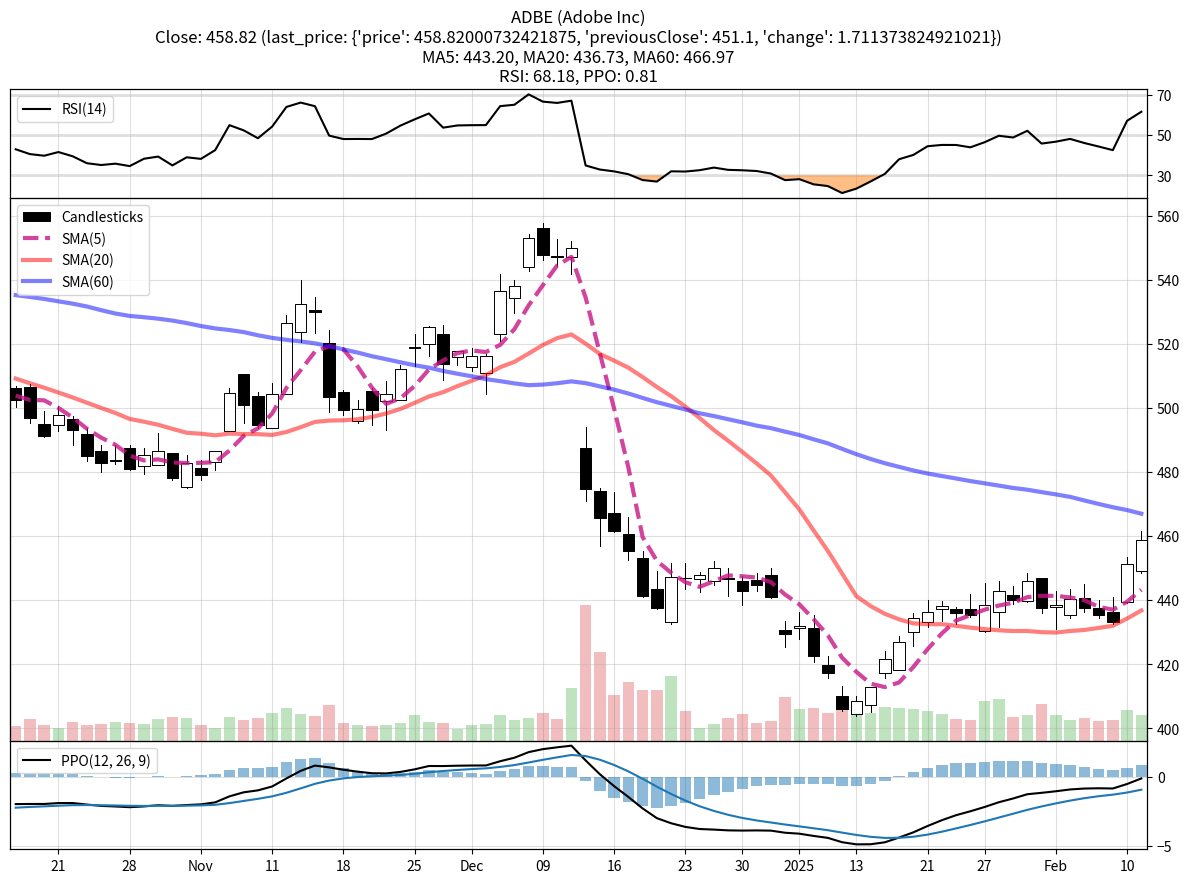 ADBE (Adobe Inc)
Close: 458.82 (last_price: {'price': 458.82000732421875, 'previousClose': 451.1, 'change': 1.711373824921021})
MA5: 443.20, MA20: 436.73, MA60: 466.97
RSI: 68.18, PPO: 0.81
RSI(14)
70
50
30
Candlesticks
SMA(5)
SMA(20)
SMA(60)
560
540
520
500
480
460
440
420
400
PPO(12, 26, 9)
0
−5
21 28 Nov 11 18 25 Dec 09 16 23 30 2025 13 21 27 Feb 10